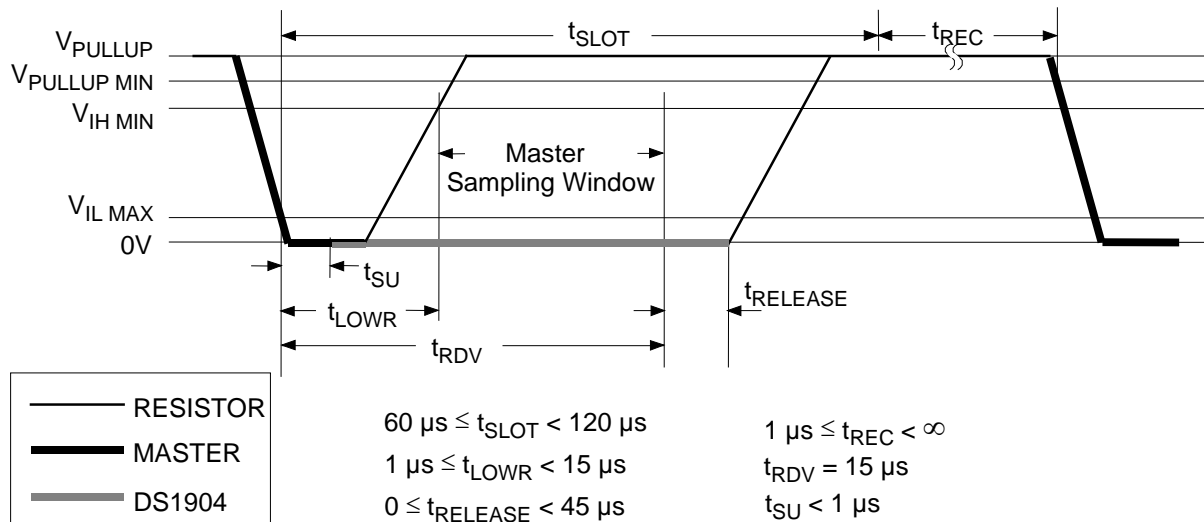 tSLOT
tREC
VPULLUP
VPULLUP MIN
VIH MIN
Master
Sampling Window
VIL MAX
0V
tSU
tRELEASE
tLOWR
tRDV
RESISTOR
MASTER
DS1904
60 µs ≤ tSLOT < 120 µs
1 µs ≤ tLOWR < 15 µs
0 ≤ tRELEASE < 45 µs
1 µs ≤ tREC < ∞
tRDV = 15 µs
tSU < 1 µs